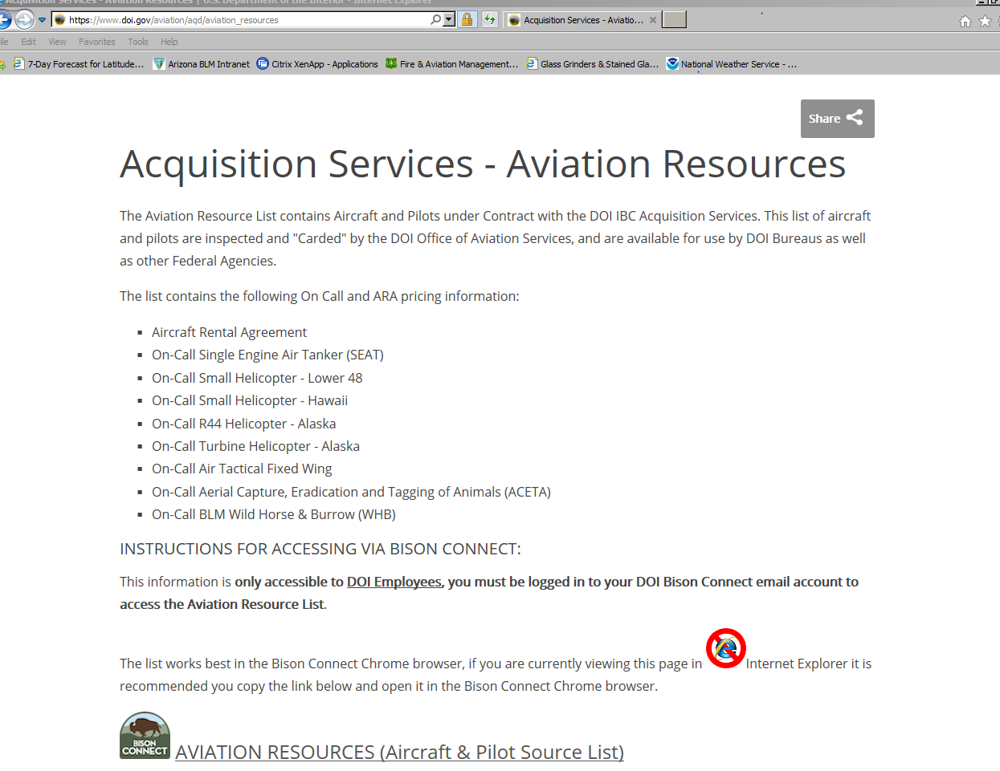 Acquisition Services - Aviation Resources | U.S. Department of the Interior - Internet Explorer
https://www.doi.gov/aviation/aqd/aviation_resources
Acquisition Services - Aviatio...
Edit View Favorites Tools Help
7-Day Forecast for Latitude... Arizona BLM Intranet Citrix XenApp - Applications Fire & Aviation Management... Glass Grinders & Stained Gla... National Weather Service - ...
Share
Acquisition Services - Aviation Resources
The Aviation Resource List contains Aircraft and Pilots under Contract with the DOI IBC Acquisition Services. This list of aircraft
and pilots are inspected and "Carded" by the DOI Office of Aviation Services, and are available for use by DOI Bureaus as well
as other Federal Agencies.
The list contains the following On Call and ARA pricing information:
Aircraft Rental Agreement
On-Call Single Engine Air Tanker (SEAT)
On-Call Small Helicopter - Lower 48
On-Call Small Helicopter - Hawaii
On-Call R44 Helicopter - Alaska
On-Call Turbine Helicopter - Alaska
On-Call Air Tactical Fixed Wing
On-Call Aerial Capture, Eradication and Tagging of Animals (ACETA)
On-Call BLM Wild Horse & Burrow (WHB)
INSTRUCTIONS FOR ACCESSING VIA BISON CONNECT:
This information is only accessible to DOI Employees, you must be logged in to your DOI Bison Connect email account to
access the Aviation Resource List.
The list works best in the Bison Connect Chrome browser, if you are currently viewing this page in Internet Explorer it is
recommended you copy the link below and open it in the Bison Connect Chrome browser.
BISON
CONNECT
AVIATION RESOURCES (Aircraft & Pilot Source List)